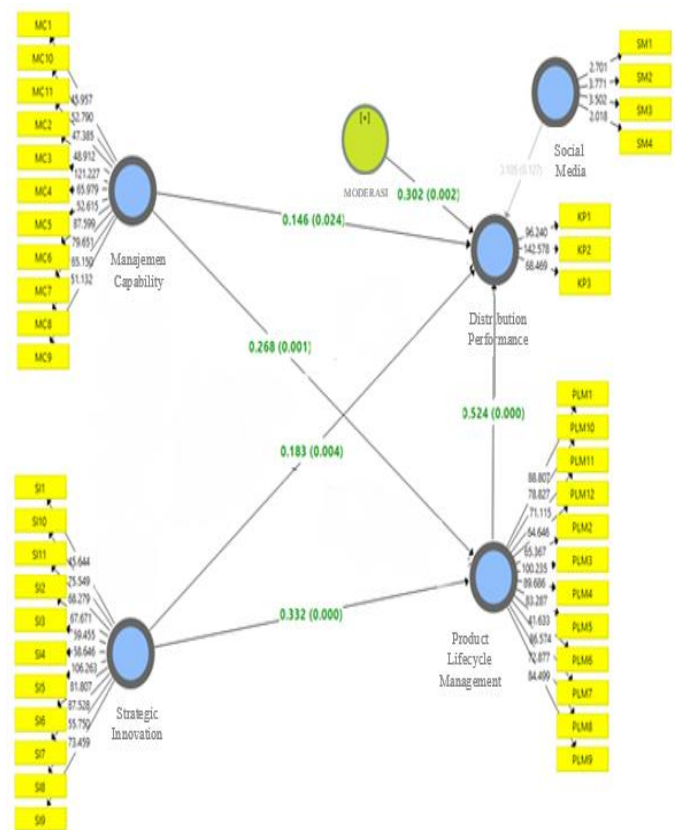 MC1
MC10
MC11
MC2
MC3
MC4
MC5
MC6
MC7
MC8
MC9
45.957
52.790
47.385
48.912
121.227
65.979
52.615
87.599
79.651
65.150
51.132
Manajemen
Capability
[+]
MODERASI
0.302 (0.002)
SM1
SM2
SM3
SM4
2.701
3.771
3.502
2.018
Social
Media
0.146 (0.024)
KP1
KP2
KP3
96.240
142.578
68.469
Distribution
Performance
0.268 (0.001)
0.183 (0.004)
0.524 (0.000)
0.332 (0.000)
SI1
SI10
SI11
SI2
SI3
SI4
SI5
SI6
SI7
SI8
SI9
45.644
75.549
68.279
67.671
59.455
58.646
106.263
81.807
87.528
55.750
73.459
Strategic
Innovation
PLM1
PLM10
PLM11
PLM12
PLM2
PLM3
PLM4
PLM5
PLM6
PLM7
PLM8
PLM9
88.807
78.827
71.115
54.646
65.367
100.235
89.686
83.287
41.633
86.574
72.877
84.499
Product
Lifecycle
Management